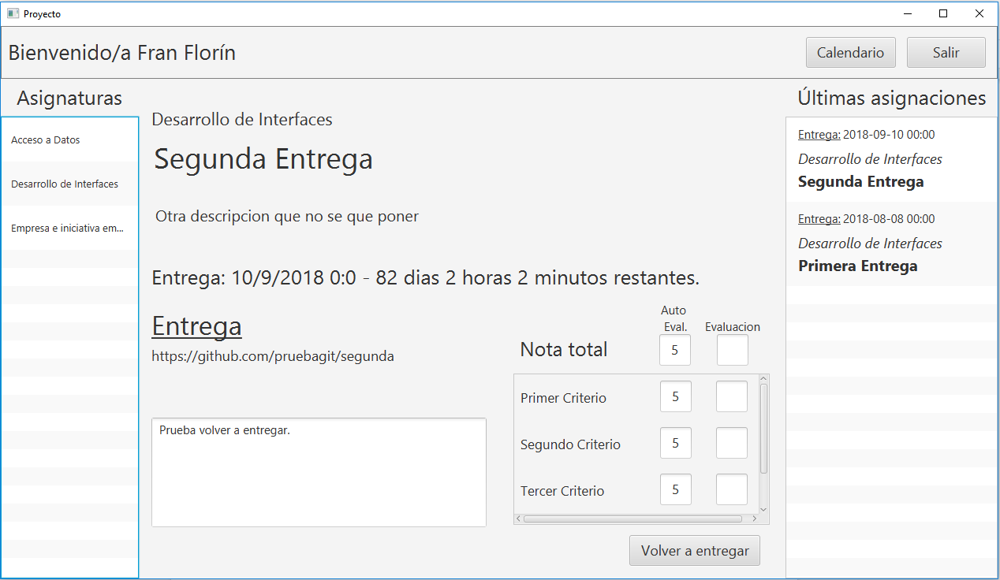 Proyecto
Bienvenido/a Fran Florín
Calendario
Salir
Asignaturas
Acceso a Datos
Desarrollo de Interfaces
Empresa e iniciativa em...
Desarrollo de Interfaces
Segunda Entrega
Otra descripcion que no se que poner
Entrega: 10/9/2018 0:0 - 82 dias 2 horas 2 minutos restantes.
Entrega
https://github.com/pruebagit/segunda
Prueba volver a entregar.
Auto
Eval.
Evaluacion
Nota total
5
Primer Criterio
5
Segundo Criterio
5
Tercer Criterio
5
Volver a entregar
Últimas asignaciones
Entrega: 2018-09-10 00:00
Desarrollo de Interfaces
Segunda Entrega
Entrega: 2018-08-08 00:00
Desarrollo de Interfaces
Primera Entrega